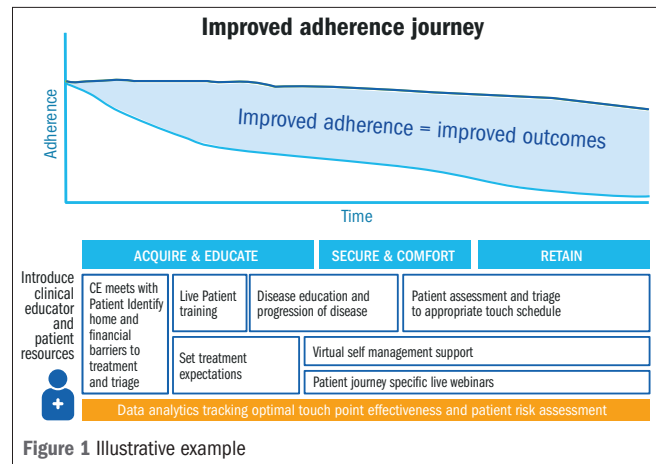 Improved adherence journey
Adherence
Improved adherence = improved outcomes
Time
ACQUIRE & EDUCATE
SECURE & COMFORT
RETAIN
Introduce
clinical
educator
and
patient
resources
CE meets with
Patient Identify
home and
financial
barriers to
treatment
and triage
Live Patient
training
Disease education and
progression of disease
Patient assessment and triage
to appropriate touch schedule
Set treatment
expectations
Virtual self management support
Patient journey specific live webinars
Data analytics tracking optimal touch point effectiveness and patient risk assessment
Figure 1 Illustrative example